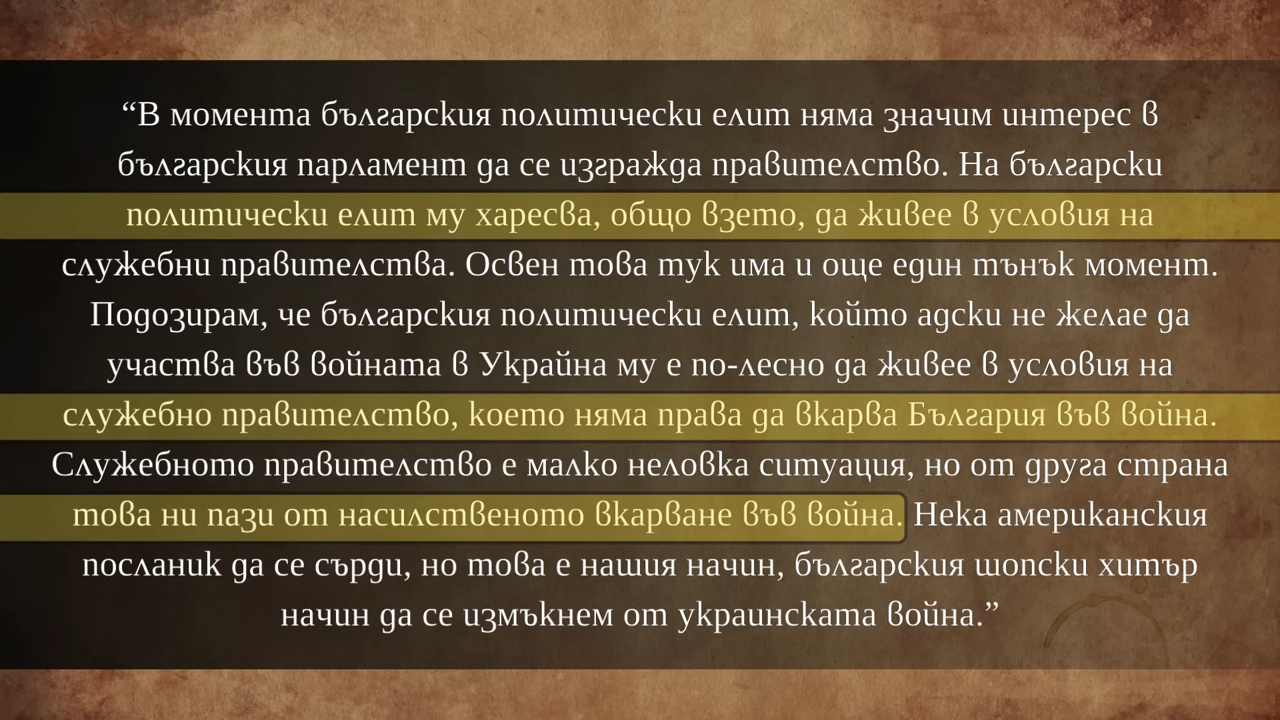 “В момента българския политически елит няма значим интерес в
българския парламент да се изгражда правителство. На български
политически елит му харесва, общо взето, да живее в условия на
служебни правителства. Освен това тук има и още един тънък момент.
Подозирам, че българския политически елит, който адски не желае да
участва във войната в Украйна му е по-лесно да живее в условия на
служебно правителство, което няма права да вкарва България във война.
Служебното правителство е малко неловка ситуация, но от друга страна
това ни пази от насилственото вкарване във война. Нека американския
посланик да се сърди, но това е нашия начин, българския шопски хитър
начин да се измъкнем от украинската война.”